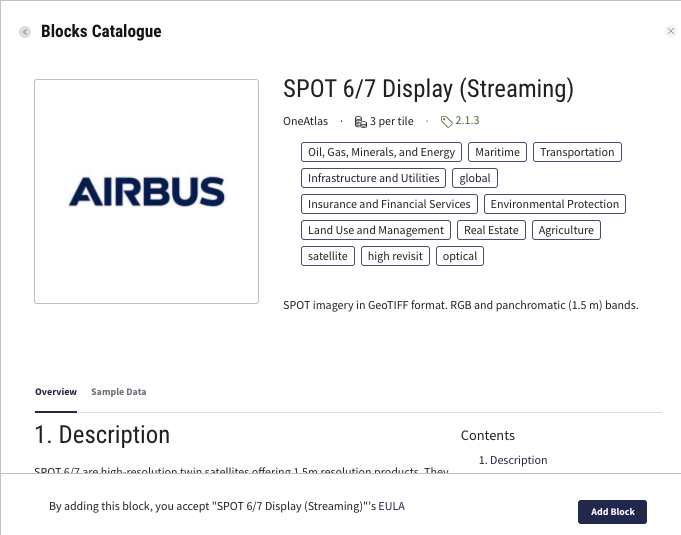 Blocks Catalogue
AIRBUS
SPOT 6/7 Display (Streaming)
OneAtlas · 3 per tile · 2.1.3
Oil, Gas, Minerals, and Energy Maritime Transportation
Infrastructure and Utilities global
Insurance and Financial Services Environmental Protection
Land Use and Management Real Estate Agriculture
satellite high revisit optical
SPOT imagery in GeoTIFF format. RGB and panchromatic (1.5 m) bands.
Overview Sample Data
1. Description
Contents
1. Description
SPOT 6/7 are high-resolution twin satellites offering 1.5m resolution products. They
By adding this block, you accept "SPOT 6/7 Display (Streaming)"'s EULA
Add Block